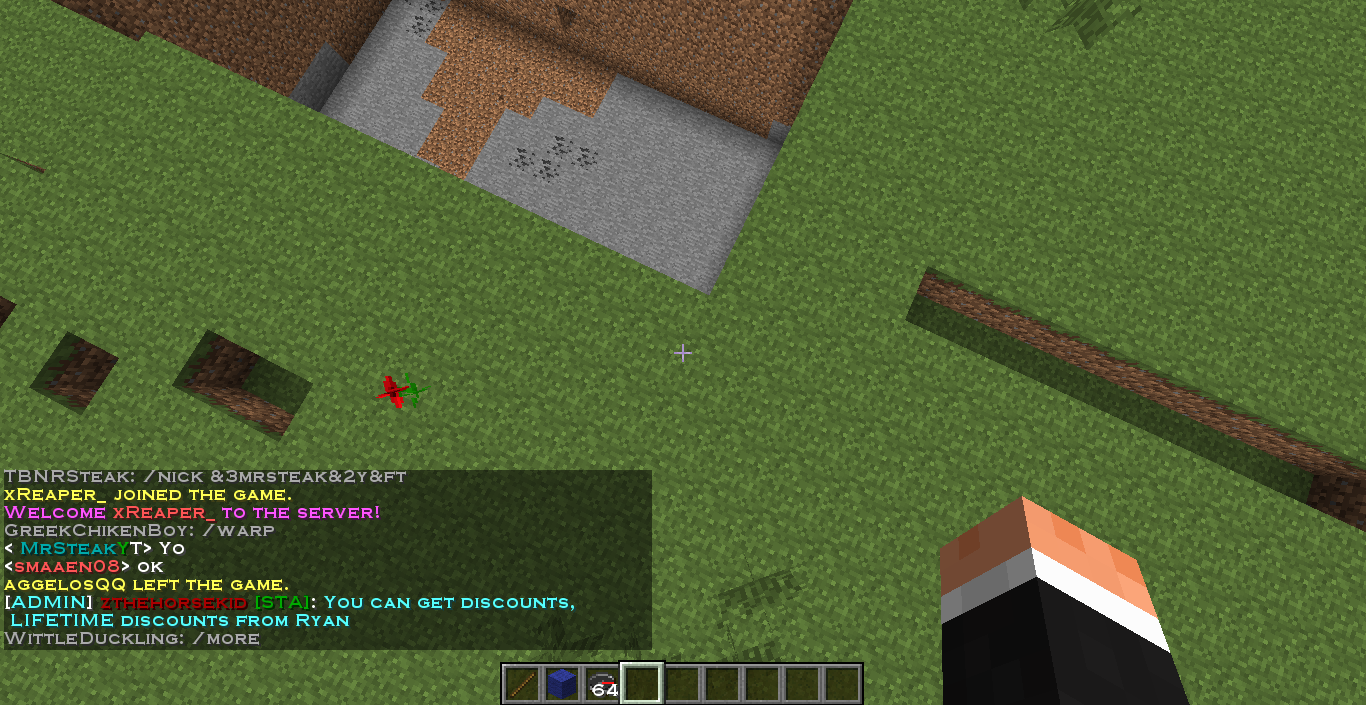 TBNRSteak: /nick &3mrsteak&2y&ft
xReaper_ joined the game.
Welcome xReaper_ to the server!
GreekChikenBoy: /warp
< MrSteakYT> Yo
<smaaen08> ok
aggelosQQ left the game.
[ADMIN] zthehorsekid [STA]: You can get discounts,
LIFETIME discounts from Ryan
WittleDuckling: /more
64